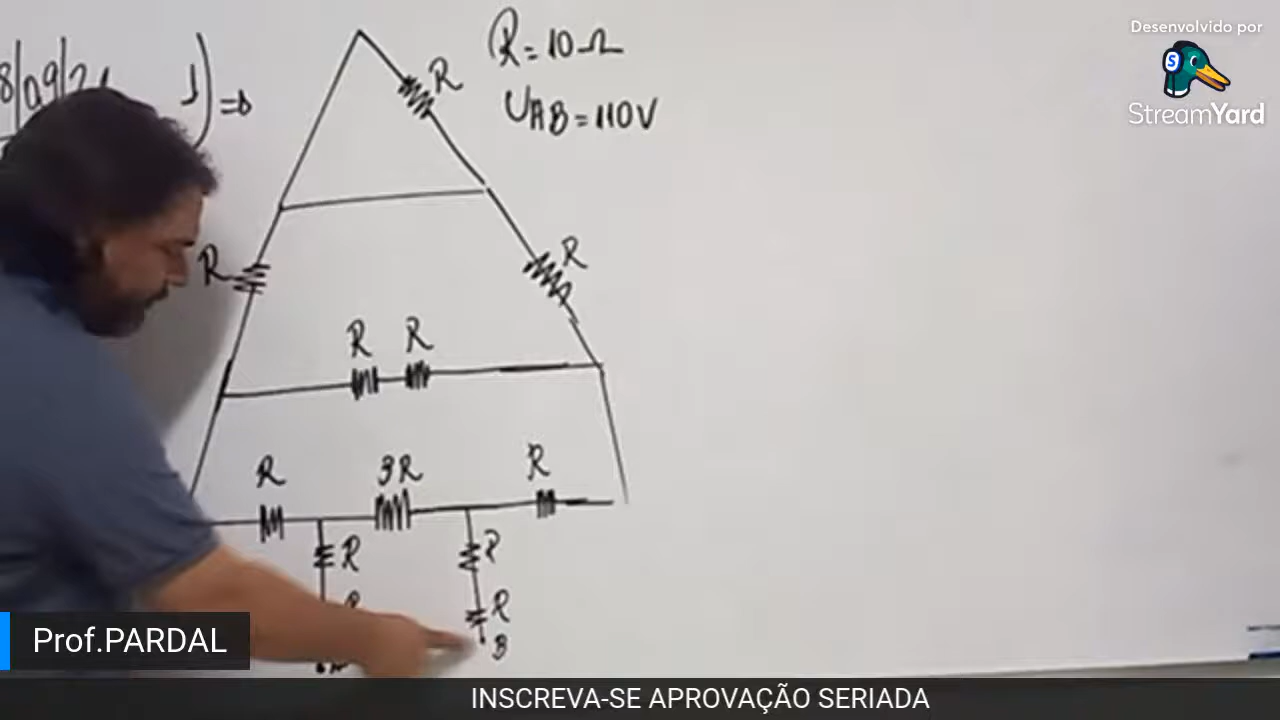 Desenvolvido por
StreamYard
R = 10 Ω
UAB = 110V
R
R
R
R R
R 3R R
R R
R R
B
Prof.PARDAL
INSCREVA-SE APROVAÇÃO SERIADA